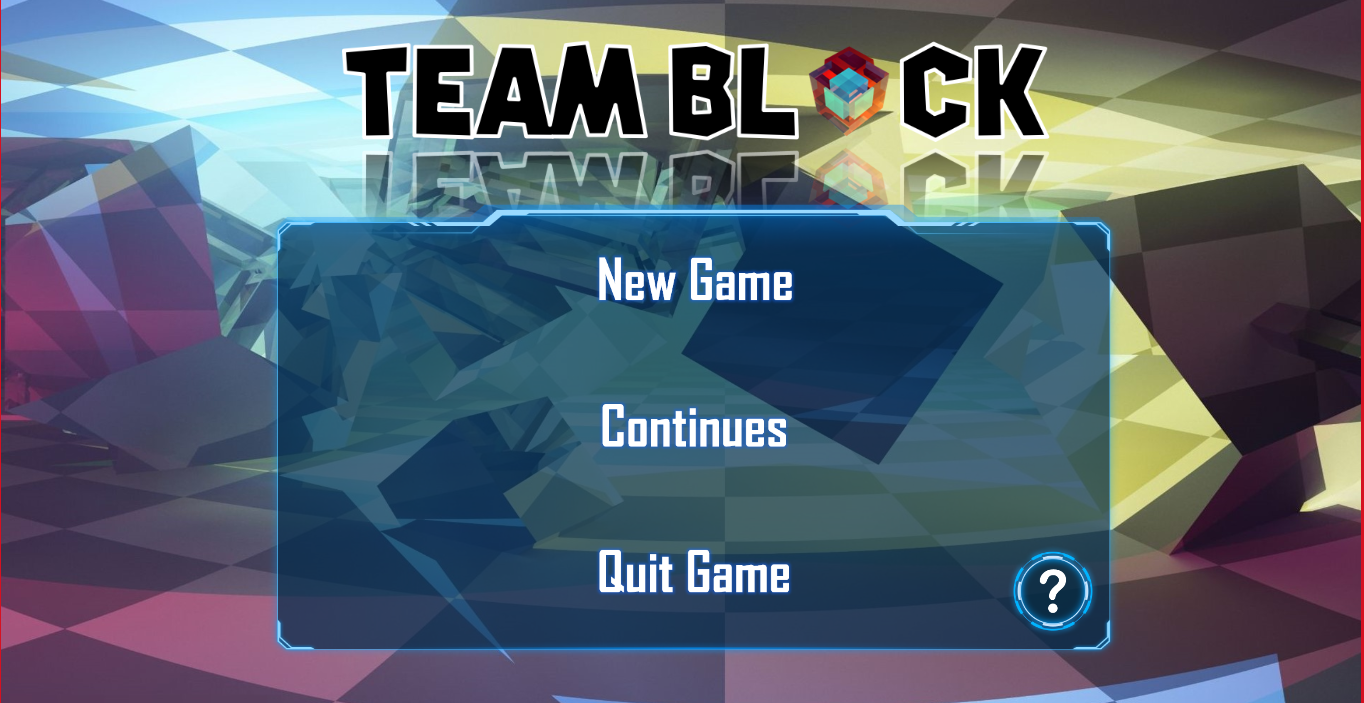 TEAM BLOCK
New Game
Continues
Quit Game
?